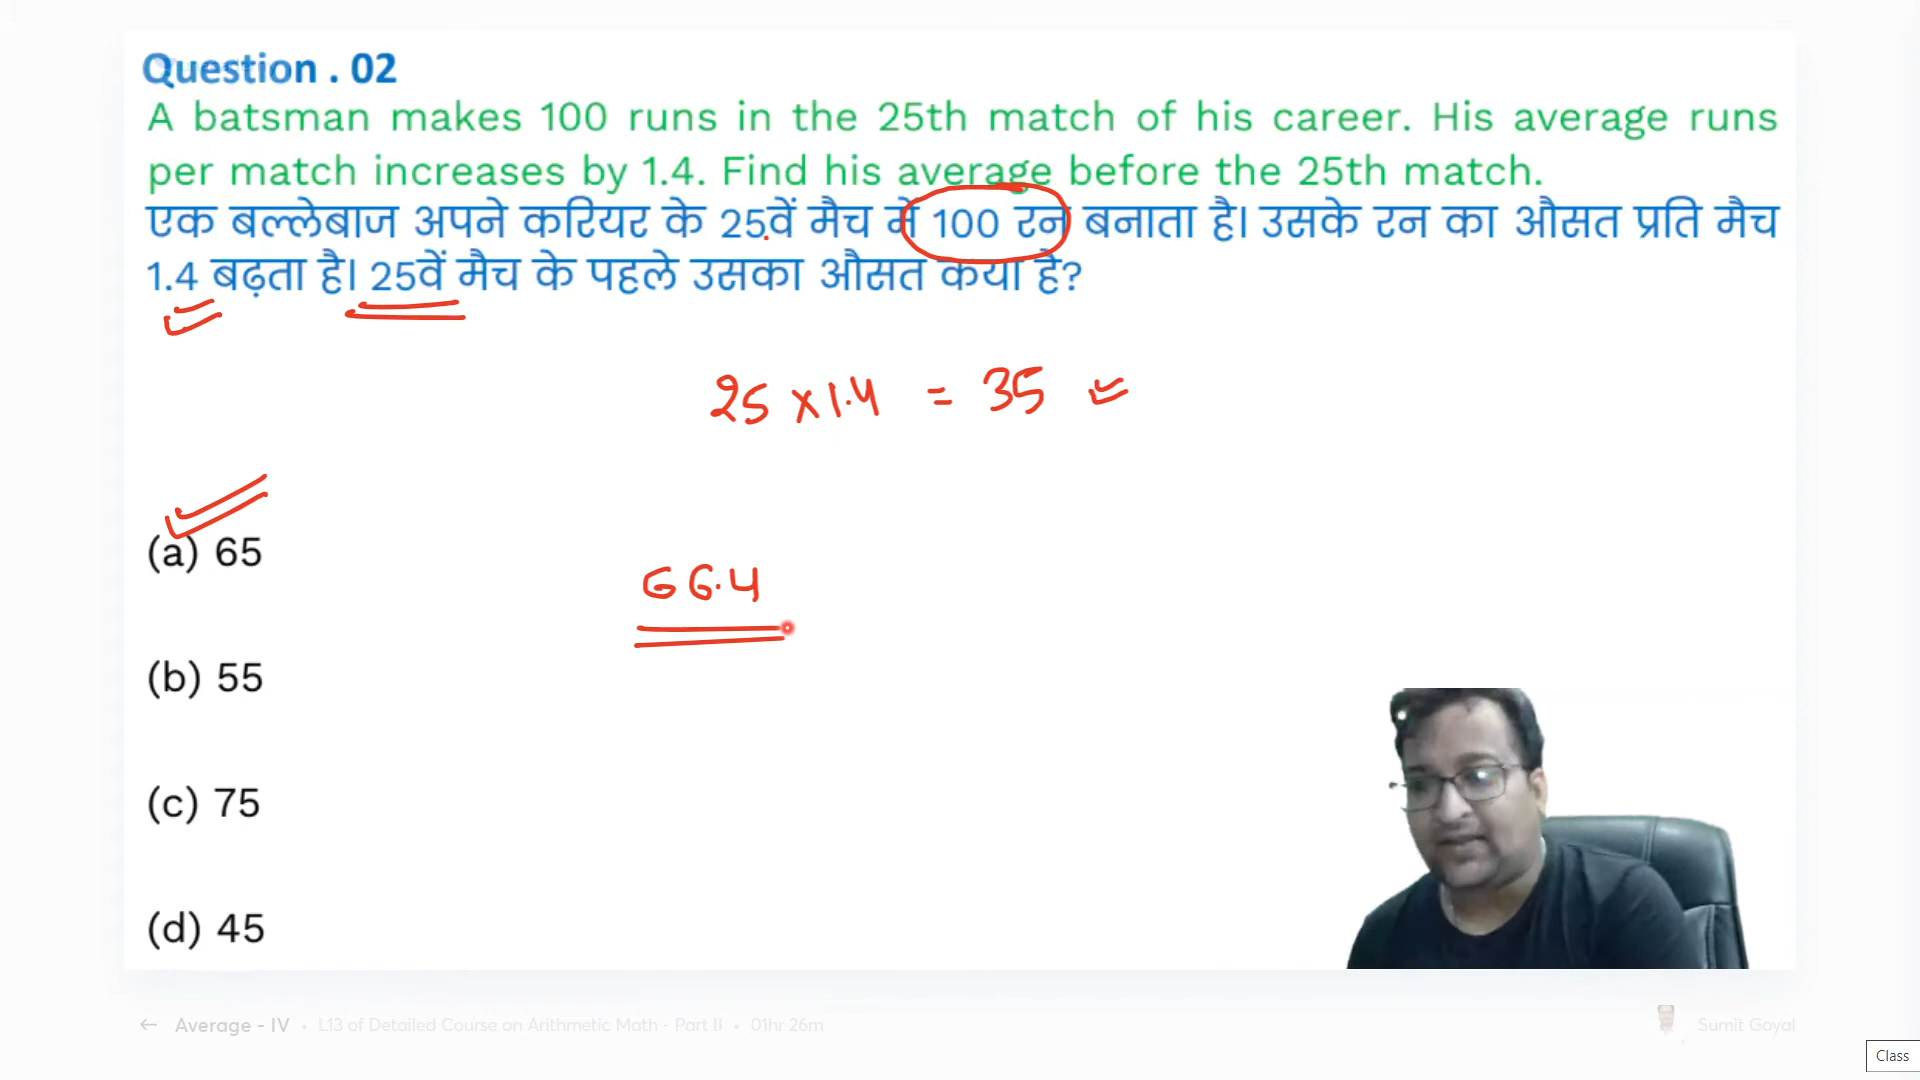 Question . 02
A batsman makes 100 runs in the 25th match of his career. His average runs
per match increases by 1.4. Find his average before the 25th match.
एक बल्लेबाज अपने करियर के 25वें मैच में 100 रन बनाता है। उसके रन का औसत प्रति मैच
1.4 बढ़ता है। 25वें मैच के पहले उसका औसत क्या है?
25 × 1.4 = 35
(a) 65
66.4
(b) 55
(c) 75
(d) 45
← Average - IV • L13 of Detailed Course on Arithmetic Math - Part II • 01hr 26m
Sumit Goyal
Class